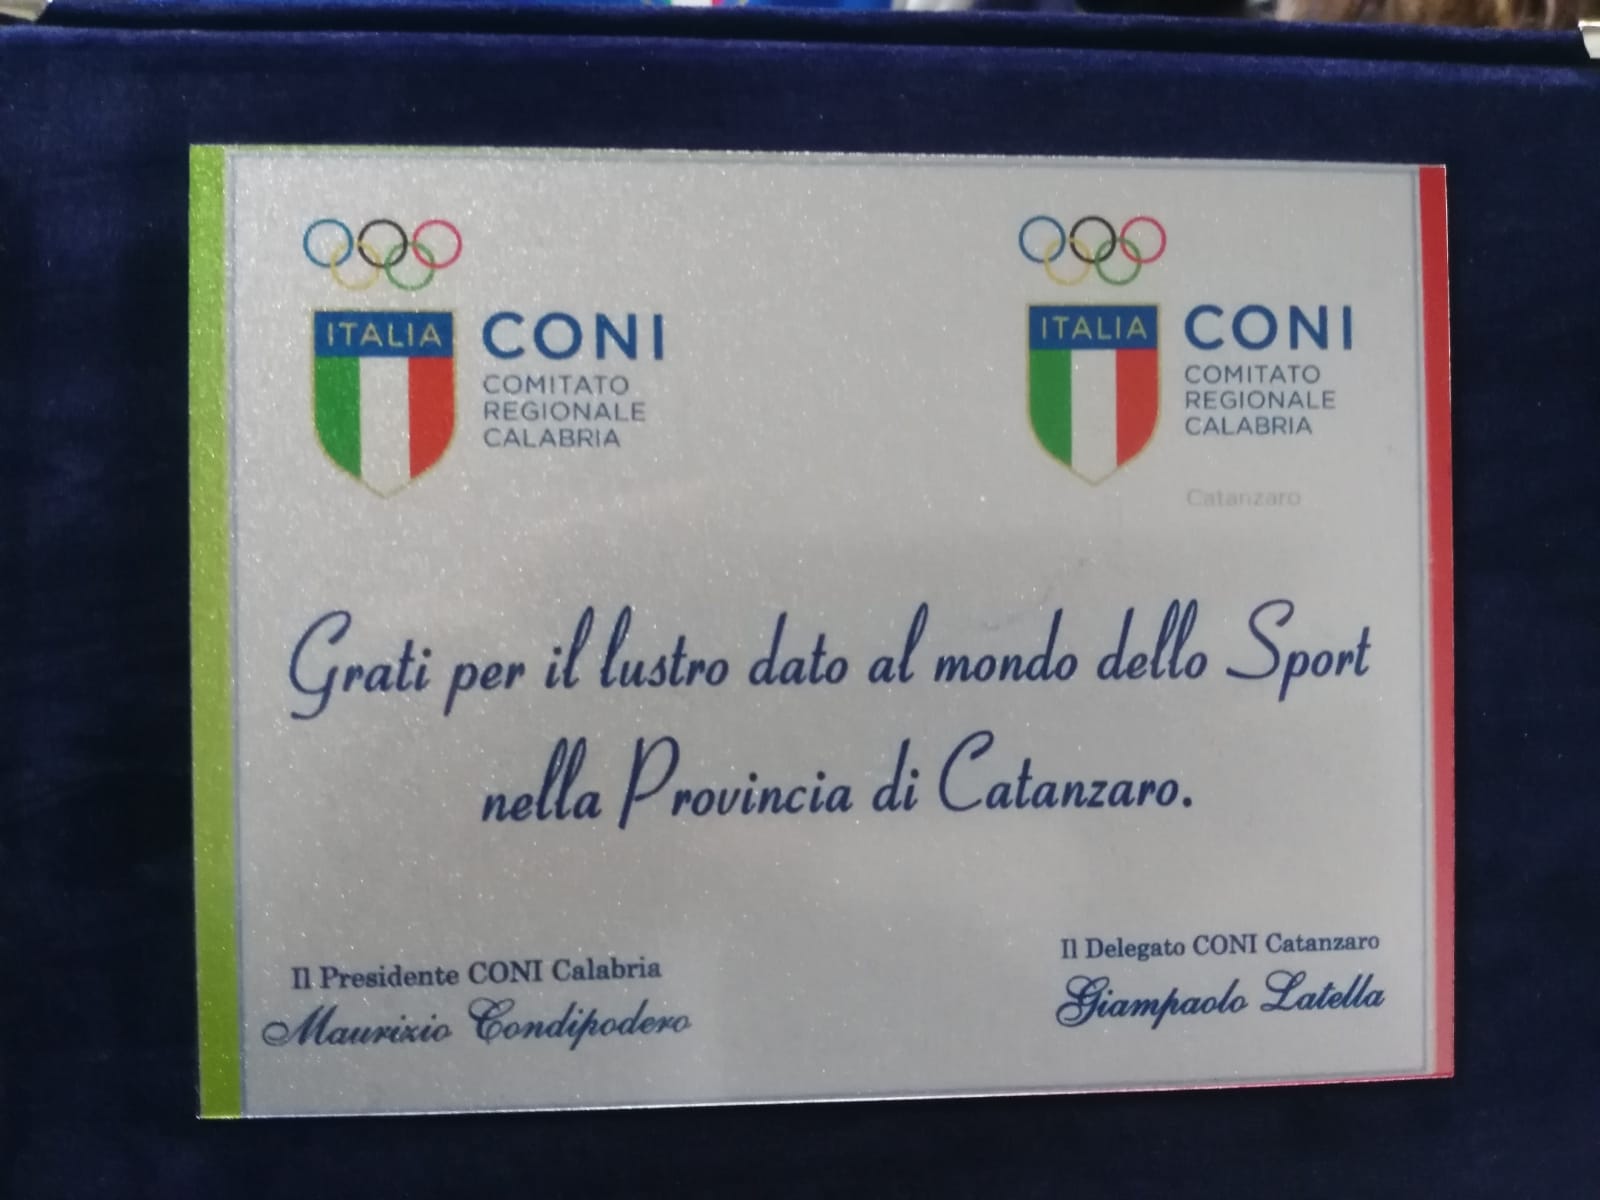 ITALIA
CONI
COMITATO
REGIONALE
CALABRIA
ITALIA
CONI
COMITATO
REGIONALE
CALABRIA
Catanzaro
Grati per il lustro dato al mondo dello Sport
nella Provincia di Catanzaro.
Il Presidente CONI Calabria
Maurizio Condipodero
Il Delegato CONI Catanzaro
Giampaolo Latella